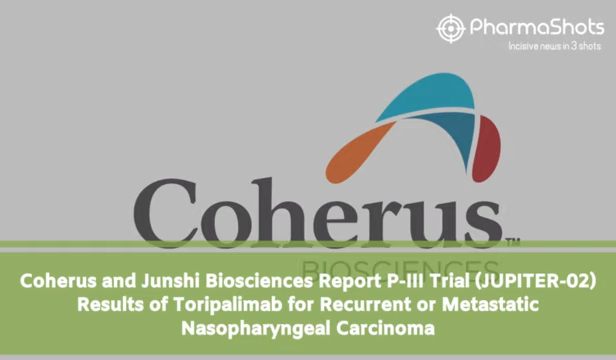 PharmaShots
Incisive news in 3 shots
Coherus™
BIOSCIENCES
Coherus and Junshi Biosciences Report P-III Trial (JUPITER-02)
Results of Toripalimab for Recurrent or Metastatic
Nasopharyngeal Carcinoma